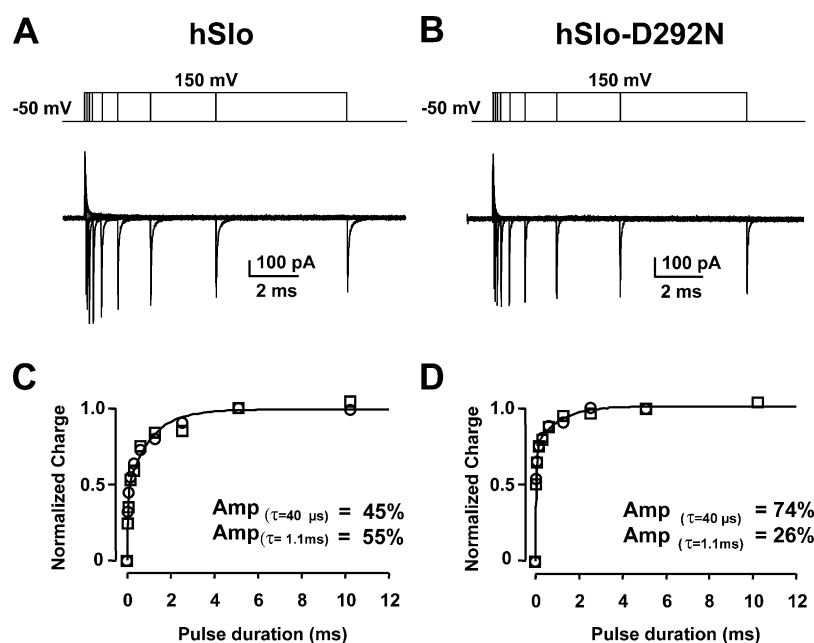 A
hSlo
150 mV
-50 mV
100 pA
2 ms
B
hSlo-D292N
150 mV
-50 mV
100 pA
2 ms
C
Normalized Charge
1.0
0.5
0
Amp (τ=40 µs) = 45%
Amp (τ= 1.1ms) = 55%
0 2 4 6 8 10 12
Pulse duration (ms)
D
Normalized Charge
1.0
0.5
0
Amp (τ=40 µs) = 74%
Amp (τ=1.1ms) = 26%
0 2 4 6 8 10 12
Pulse duration (ms)